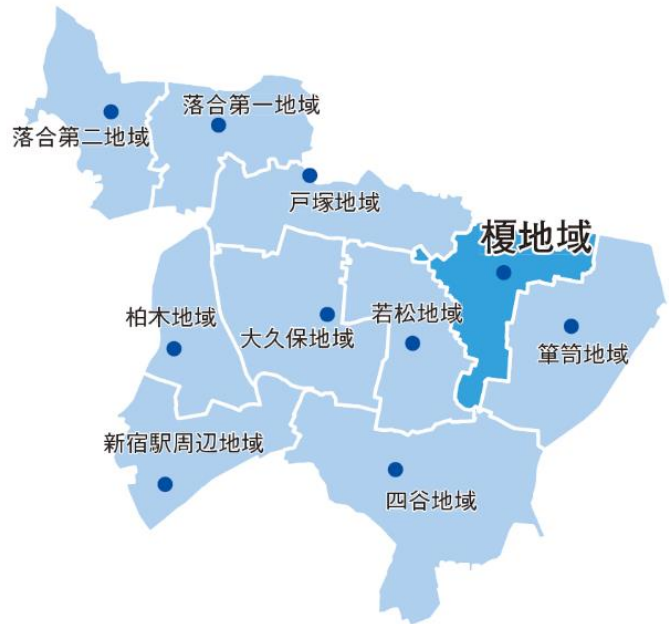 落合第一地域
落合第二地域
戸塚地域
榎地域
柏木地域
大久保地域
若松地域
箪笥地域
新宿駅周辺地域
四谷地域